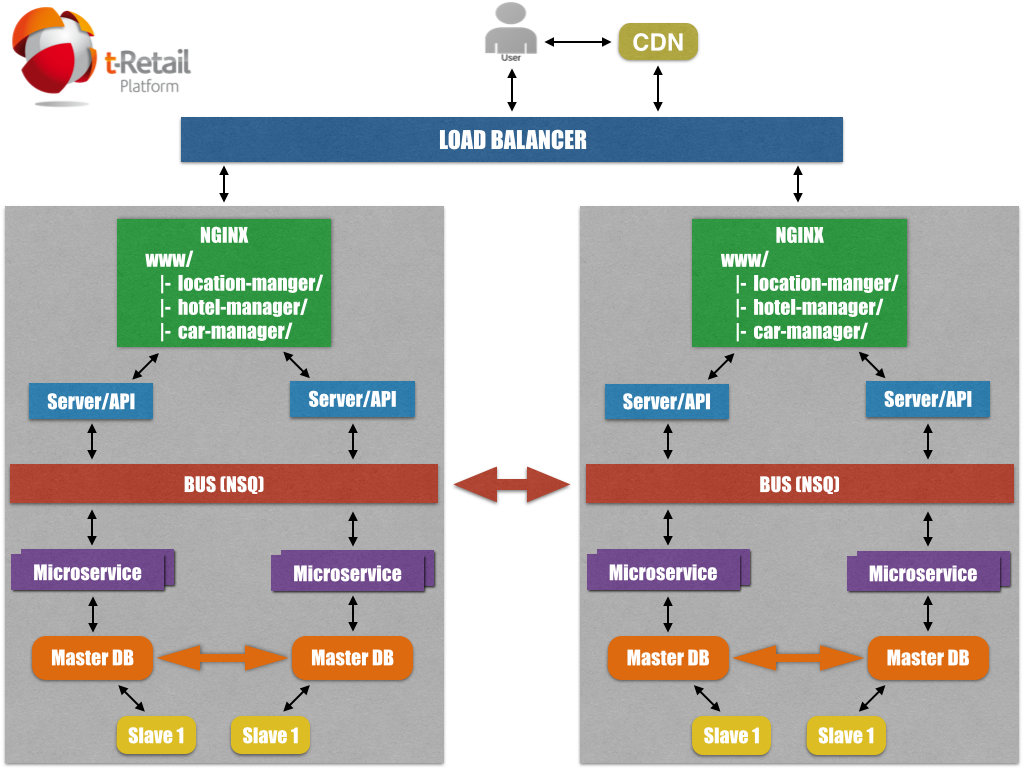 t-Retail
Platform
User
CDN
LOAD BALANCER
NGINX
www/
|- location-manger/
|- hotel-manager/
|- car-manager/
Server/API
Server/API
BUS (NSQ)
Microservice
Microservice
Master DB
Master DB
Slave 1
Slave 1
NGINX
www/
|- location-manger/
|- hotel-manager/
|- car-manager/
Server/API
Server/API
BUS (NSQ)
Microservice
Microservice
Master DB
Master DB
Slave 1
Slave 1